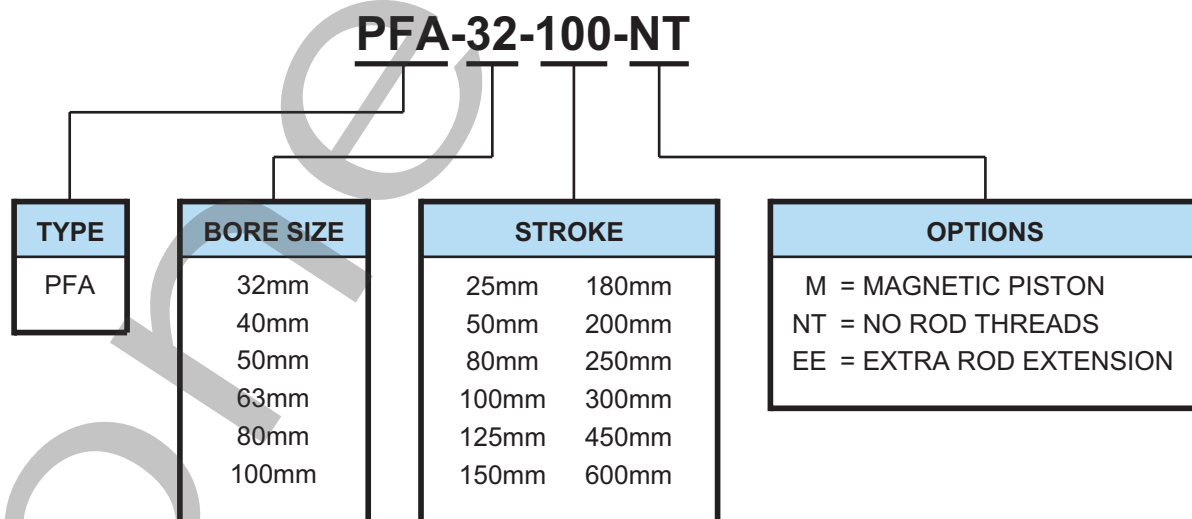 PFA-32-100-NT
TYPE
PFA
BORE SIZE
32mm
40mm
50mm
63mm
80mm
100mm
STROKE
25mm 180mm
50mm 200mm
80mm 250mm
100mm 300mm
125mm 450mm
150mm 600mm
OPTIONS
M = MAGNETIC PISTON
NT = NO ROD THREADS
EE = EXTRA ROD EXTENSION